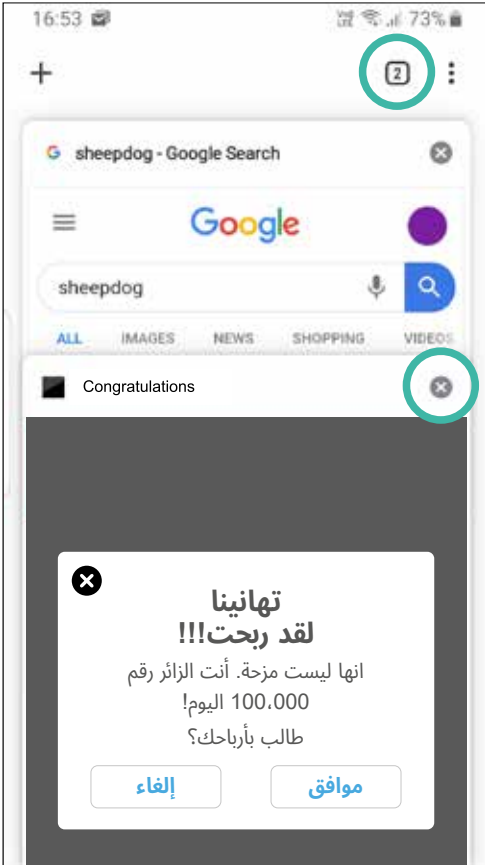 16:53
73%
2
sheepdog - Google Search
Google
sheepdog
ALL IMAGES NEWS SHOPPING VIDEOS
Congratulations
تهانينا
لقد ربحت!!!
انها ليست مزحة. أنت الزائر رقم
100،000 اليوم!
طالب بأرباحك؟
موافق إلغاء